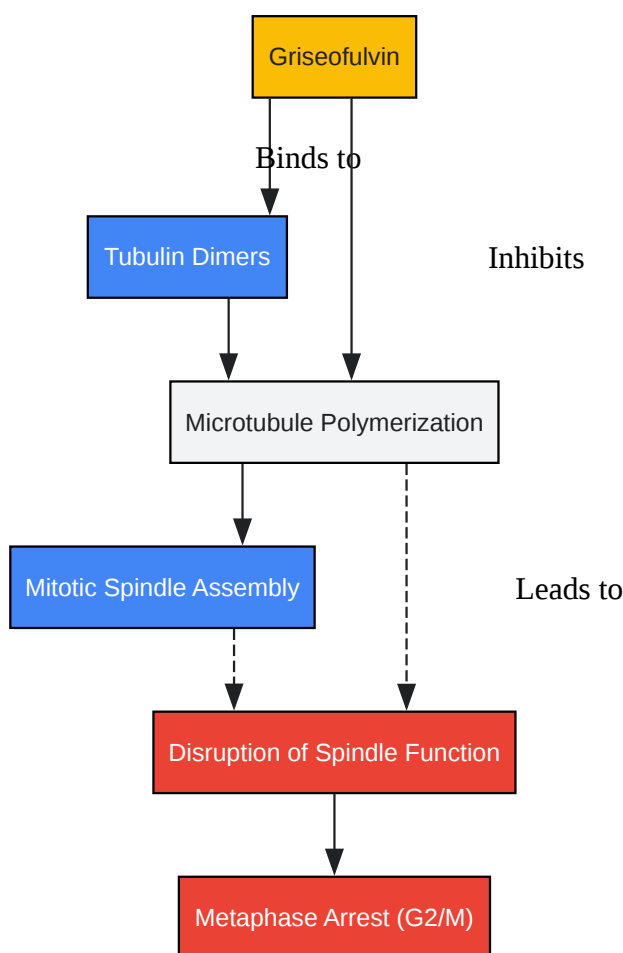 Griseofulvin
Binds to
Tubulin Dimers
Inhibits
Microtubule Polymerization
Mitotic Spindle Assembly
Leads to
Disruption of Spindle Function
Metaphase Arrest (G2/M)